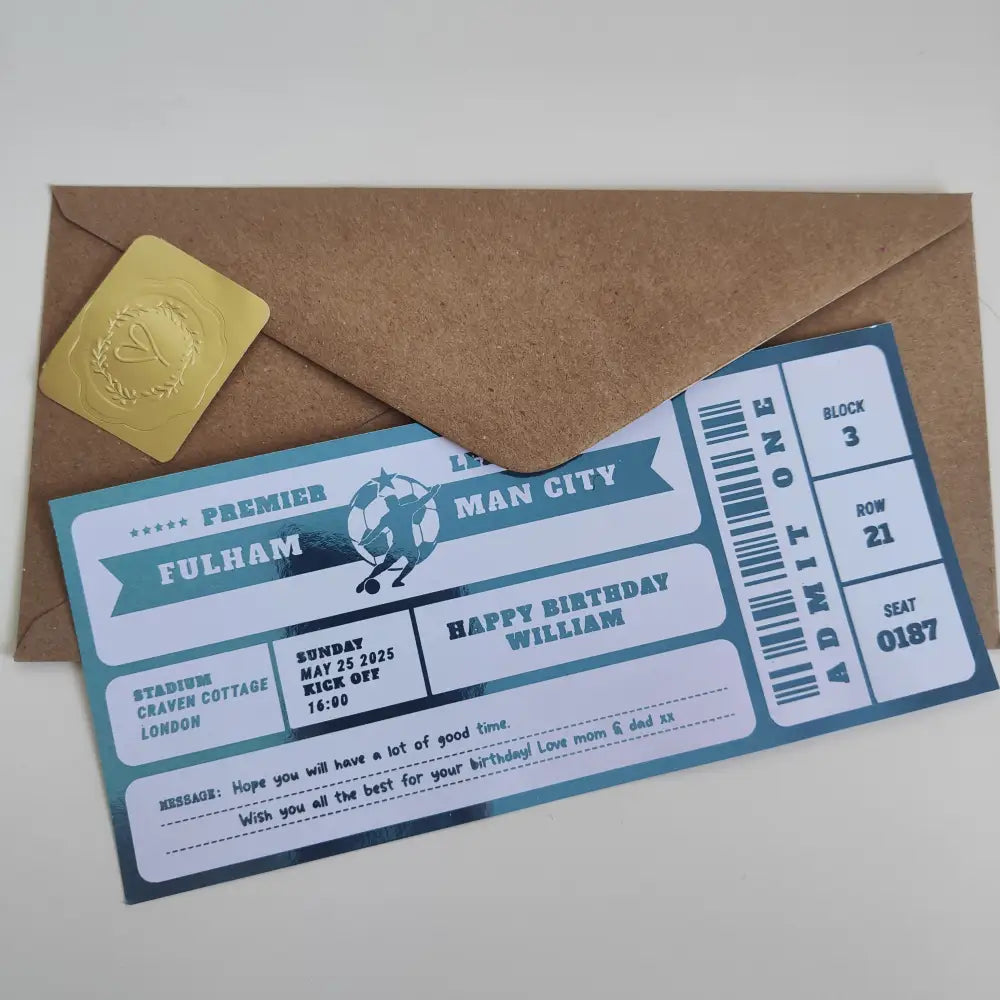 PREMIER
FULHAM
MAN CITY
STADIUM
CRAVEN COTTAGE
LONDON
SUNDAY
MAY 25 2025
KICK OFF
16:00
HAPPY BIRTHDAY
WILLIAM
MESSAGE: Hope you will have a lot of good time.
Wish you all the best for your birthday! Love mom & dad xx
ADMIT ONE
BLOCK
3
ROW
21
SEAT
0187